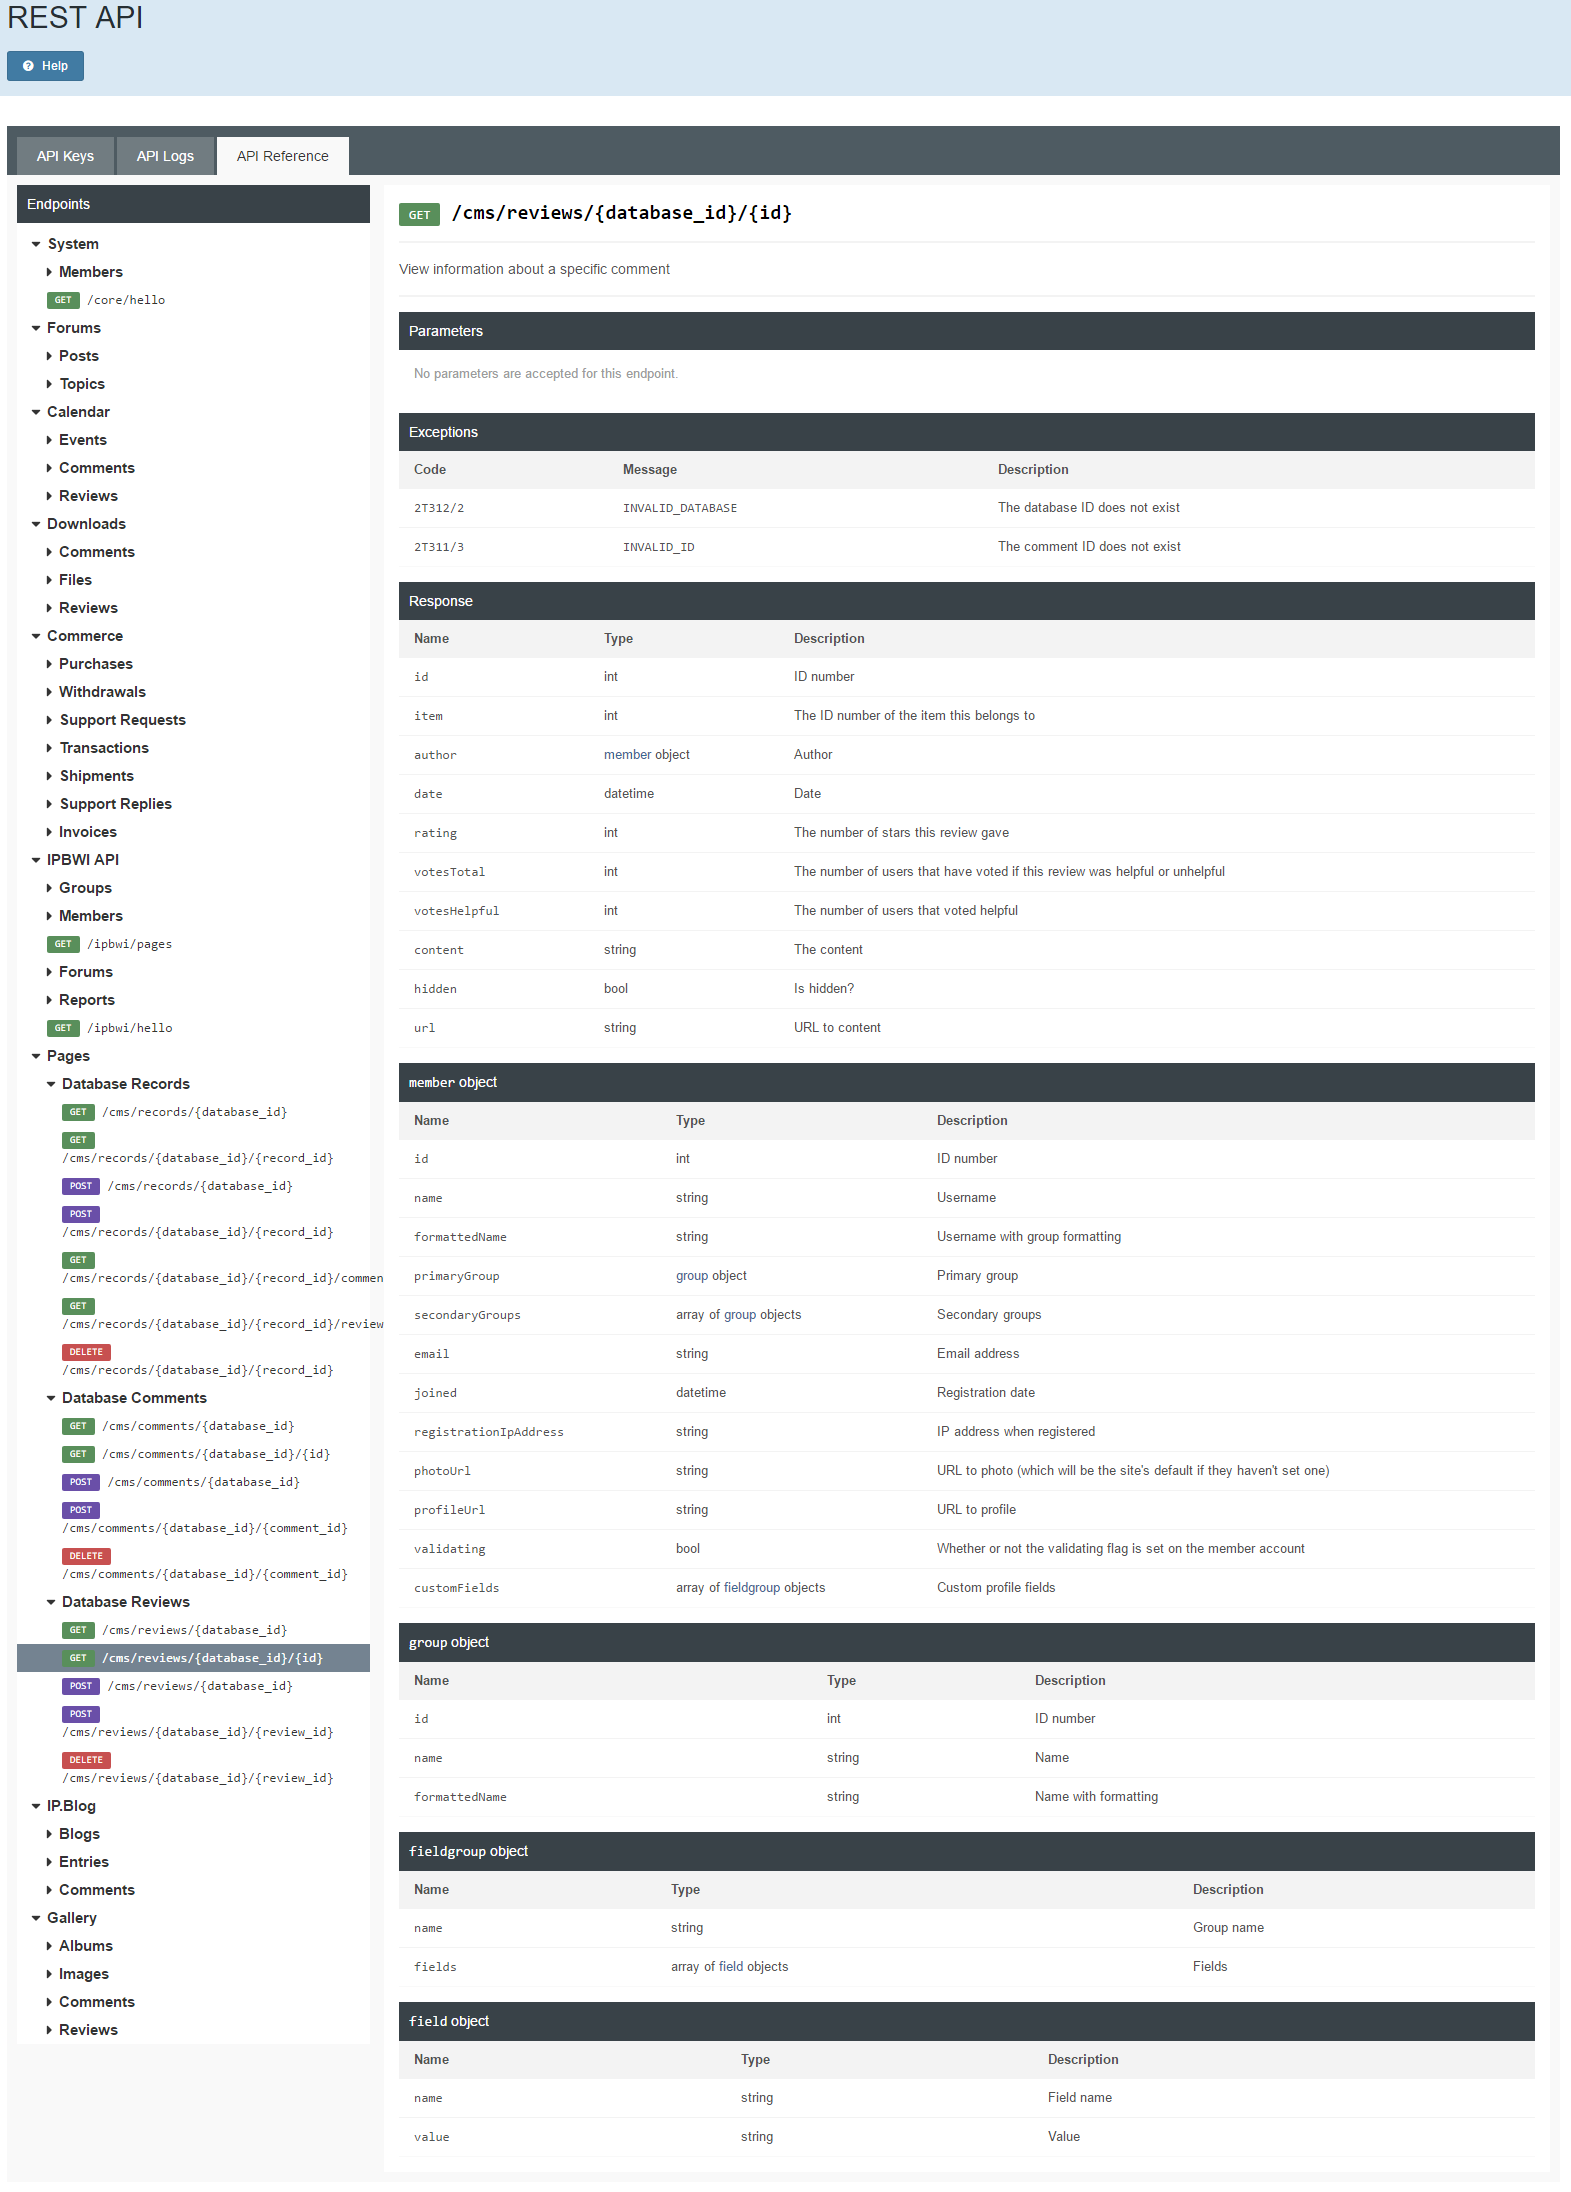 REST API
Help
API Keys
API Logs
API Reference
Endpoints
System
Members
GET /core/hello
Forums
Posts
Topics
Calendar
Events
Comments
Reviews
Downloads
Comments
Files
Reviews
Commerce
Purchases
Withdrawals
Support Requests
Transactions
Shipments
Support Replies
Invoices
IPBWI API
Groups
Members
GET /ipbwi/pages
Forums
Reports
GET /ipbwi/hello
Pages
Database Records
GET /cms/records/{database_id}
GET
/cms/records/{database_id}/{record_id}
POST /cms/records/{database_id}
POST
/cms/records/{database_id}/{record_id}
GET
/cms/records/{database_id}/{record_id}/commen
GET
/cms/records/{database_id}/{record_id}/review
DELETE
/cms/records/{database_id}/{record_id}
Database Comments
GET /cms/comments/{database_id}
GET /cms/comments/{database_id}/{id}
POST /cms/comments/{database_id}
POST
/cms/comments/{database_id}/{comment_id}
DELETE
/cms/comments/{database_id}/{comment_id}
Database Reviews
GET /cms/reviews/{database_id}
GET /cms/reviews/{database_id}/{id}
POST /cms/reviews/{database_id}
POST
/cms/reviews/{database_id}/{review_id}
DELETE
/cms/reviews/{database_id}/{review_id}
IP.Blog
Blogs
Entries
Comments
Gallery
Albums
Images
Comments
Reviews
GET /cms/reviews/{database_id}/{id}
View information about a specific comment
Parameters
No parameters are accepted for this endpoint.
Exceptions
Code Message Description
2T312/2 INVALID_DATABASE The database ID does not exist
2T311/3 INVALID_ID The comment ID does not exist
Response
Name Type Description
id int ID number
item int The ID number of the item this belongs to
author member object Author
date datetime Date
rating int The number of stars this review gave
votesTotal int The number of users that have voted if this review was helpful or unhelpful
votesHelpful int The number of users that voted helpful
content string The content
hidden bool Is hidden?
url string URL to content
member object
Name Type Description
id int ID number
name string Username
formattedName string Username with group formatting
primaryGroup group object Primary group
secondaryGroups array of group objects Secondary groups
email string Email address
joined datetime Registration date
registrationIpAddress string IP address when registered
photoUrl string URL to photo (which will be the site's default if they haven't set one)
profileUrl string URL to profile
validating bool Whether or not the validating flag is set on the member account
customFields array of fieldgroup objects Custom profile fields
group object
Name Type Description
id int ID number
name string Name
formattedName string Name with formatting
fieldgroup object
Name Type Description
name string Group name
fields array of field objects Fields
field object
Name Type Description
name string Field name
value string Value